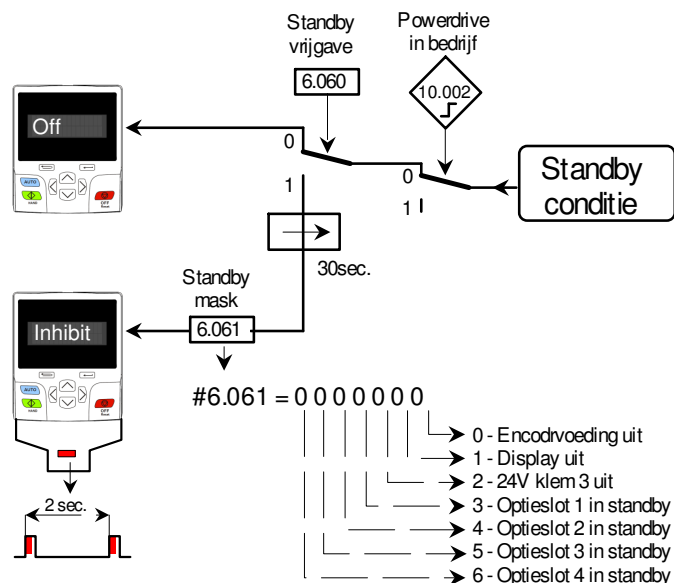 Standby
vrijgave
6.060
Powerdrive
in bedrijf
10.002
Off
0
1
0
1
Standby
conditie
AUTO
OFF
30sec.
Standby
mask
6.061
Inhibit
AUTO
OFF
#6.061 = 0 0 0 0 0 0 0
0 - Encodrvoeding uit
1 - Display uit
2 - 24V klem 3 uit
3 - Optieslot 1 in standby
4 - Optieslot 2 in standby
5 - Optieslot 3 in standby
6 - Optieslot 4 in standby
2 sec.